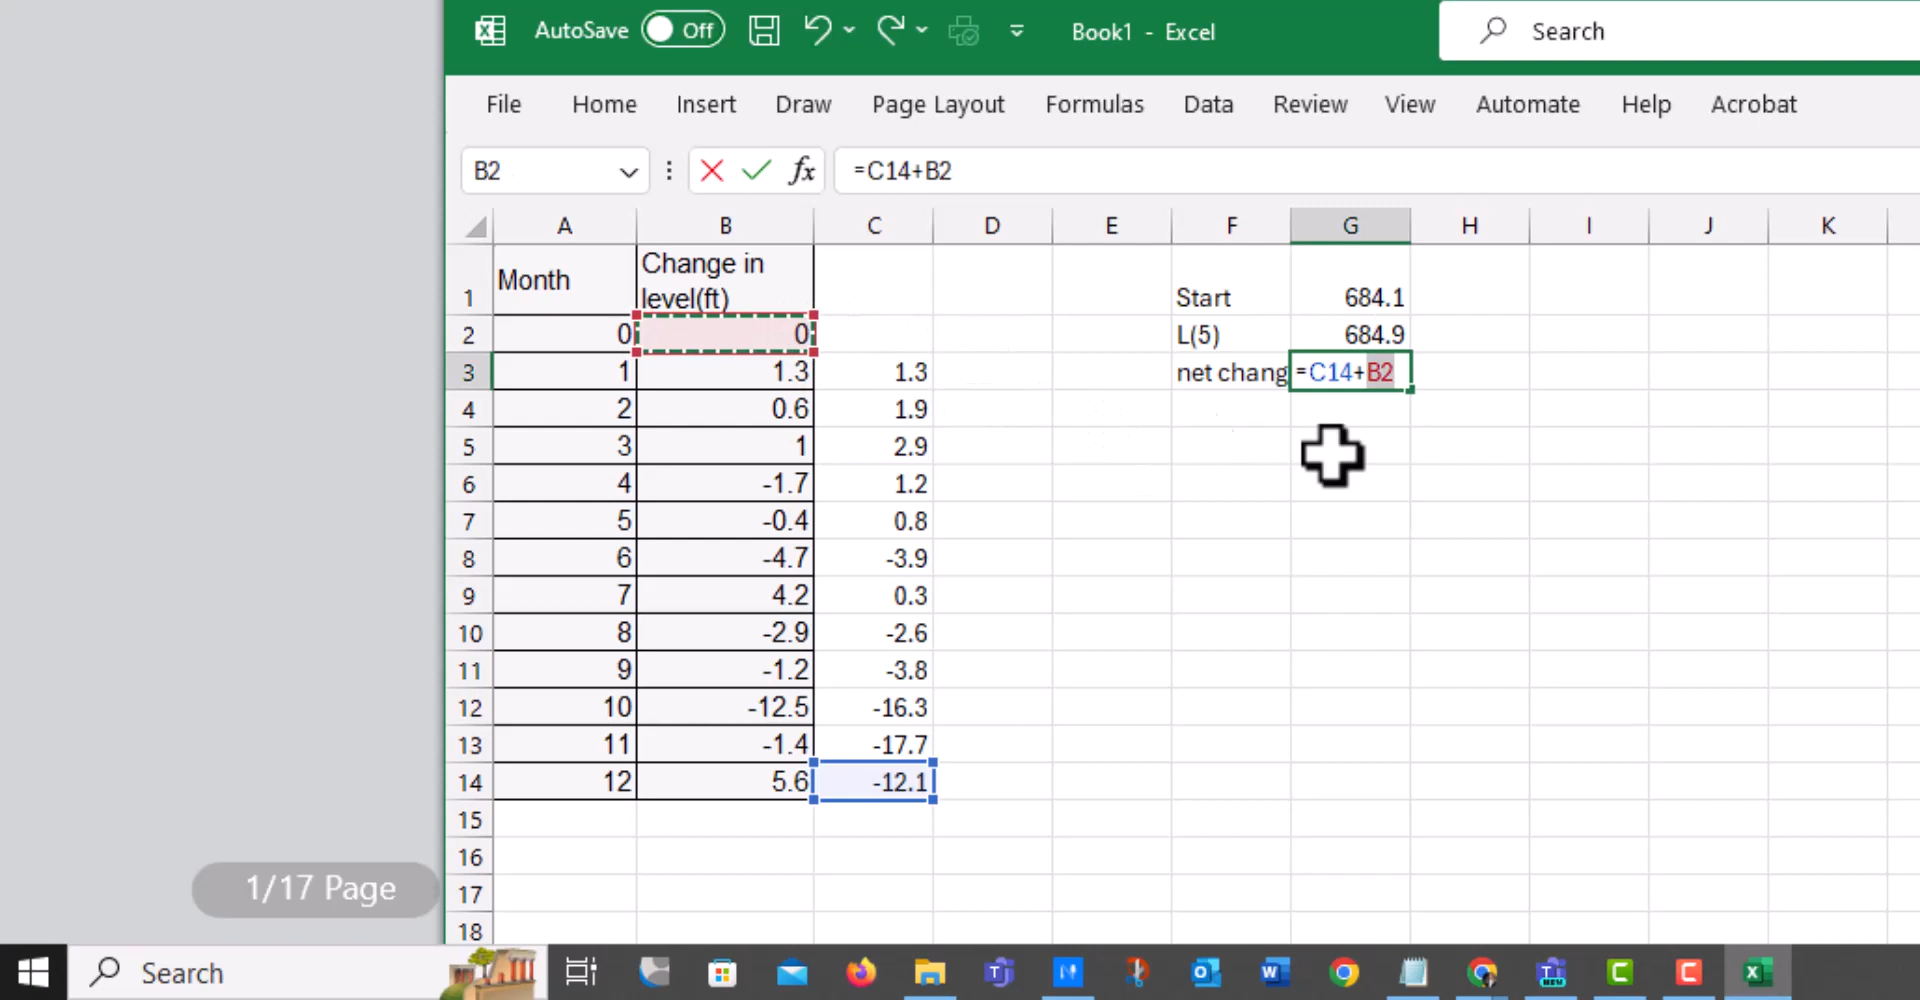 AutoSave Off Book1 - Excel Search
File Home Insert Draw Page Layout Formulas Data Review View Automate Help Acrobat
B2 fx =C14+B2
A B C D E F G H I J K
1 Month Change in level(ft) Start 684.1
2 0 0 L(5) 684.9
3 1 1.3 1.3 net chang =C14+B2
4 2 0.6 1.9
5 3 1 2.9
6 4 -1.7 1.2
7 5 -0.4 0.8
8 6 -4.7 -3.9
9 7 4.2 0.3
10 8 -2.9 -2.6
11 9 -1.2 -3.8
12 10 -12.5 -16.3
13 11 -1.4 -17.7
14 12 5.6 -12.1
15
16
1/17 Page
17
18
Search